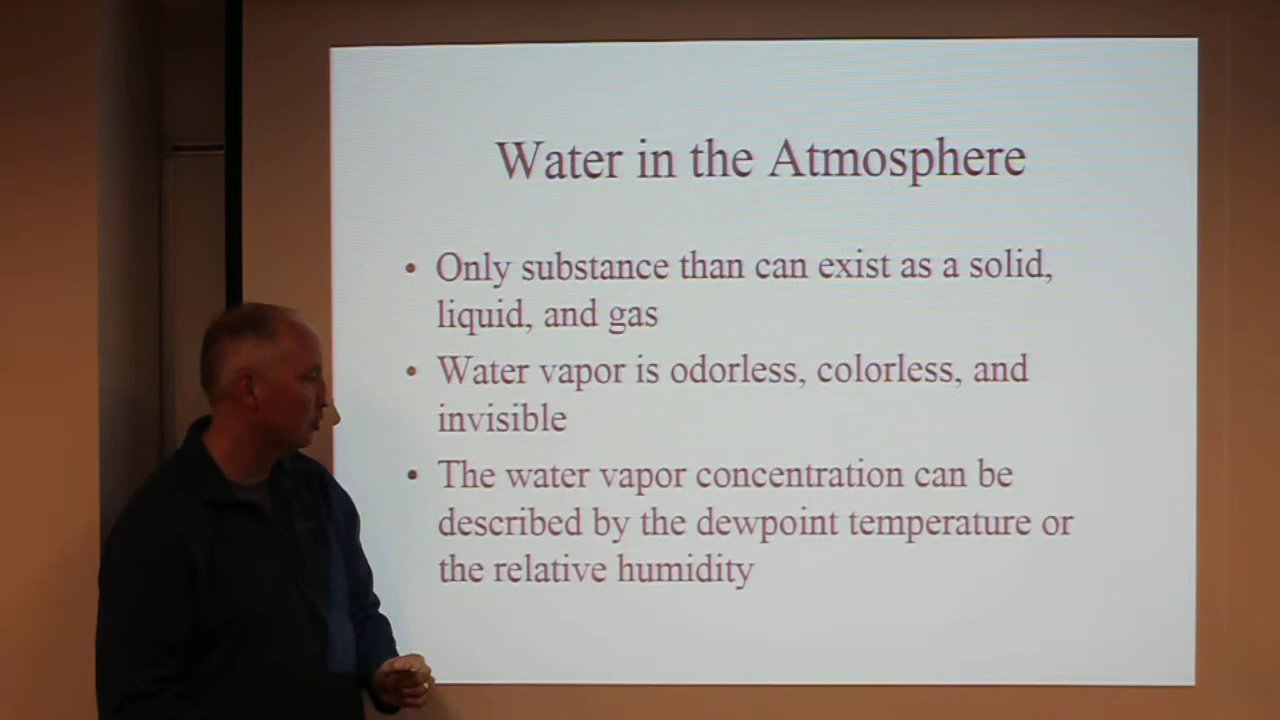 Water in the Atmosphere
• Only substance than can exist as a solid,
liquid, and gas
• Water vapor is odorless, colorless, and
invisible
• The water vapor concentration can be
described by the dewpoint temperature or
the relative humidity